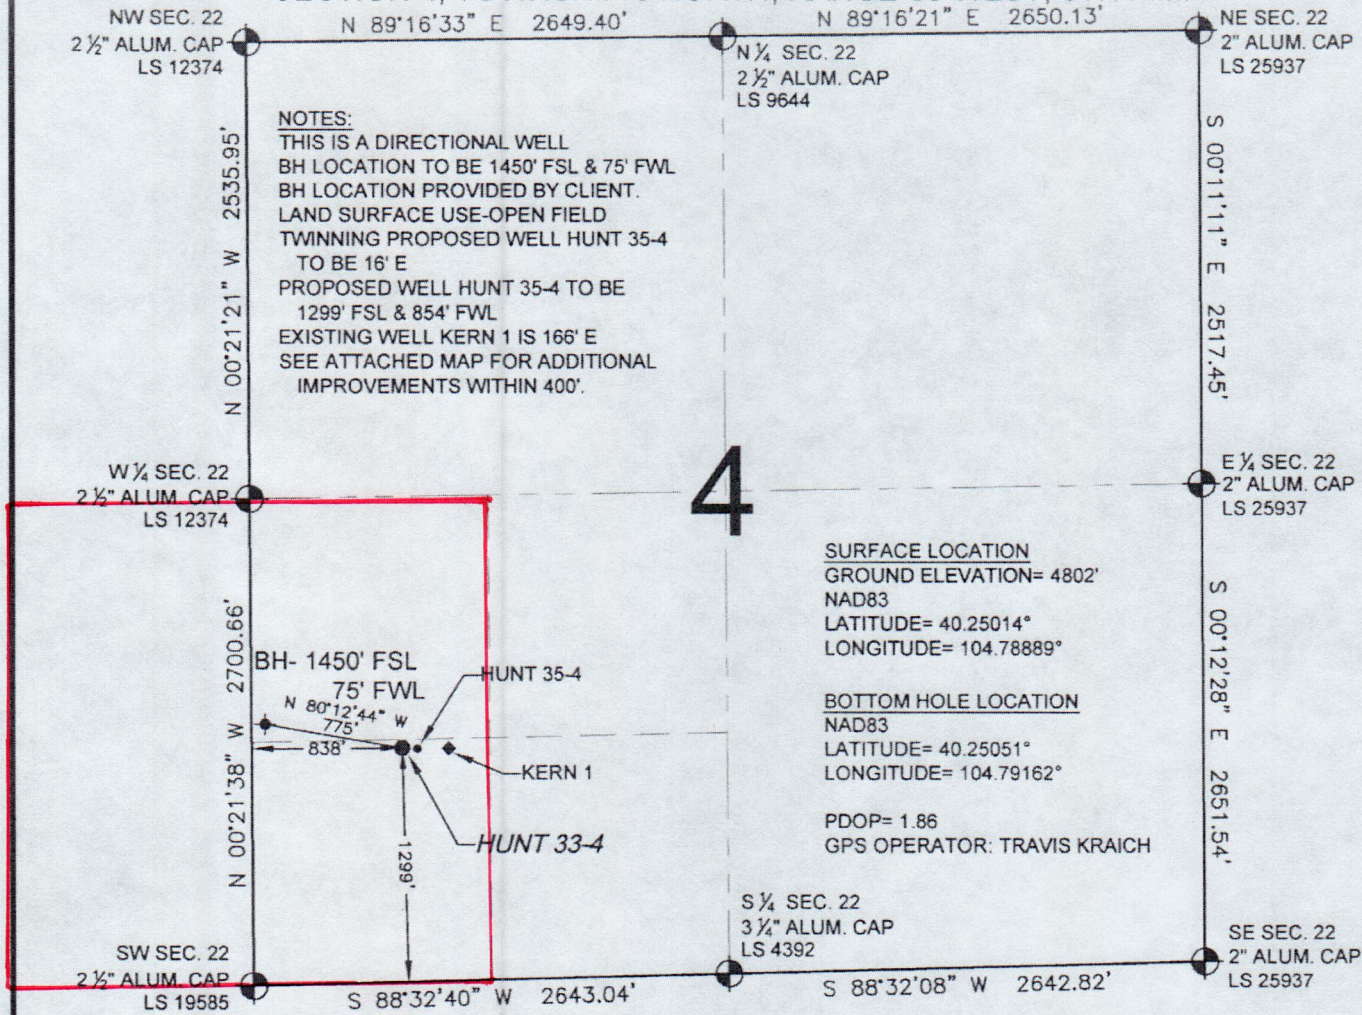 N 89°16'33" E 2649.40'
N 89°16'21" E 2650.13'
NW SEC. 22
2 ½" ALUM. CAP
LS 12374
N ¼ SEC. 22
2 ½" ALUM. CAP
LS 9644
NE SEC. 22
2" ALUM. CAP
LS 25937
NOTES:
THIS IS A DIRECTIONAL WELL
BH LOCATION TO BE 1450' FSL & 75' FWL
BH LOCATION PROVIDED BY CLIENT.
LAND SURFACE USE-OPEN FIELD
TWINNING PROPOSED WELL HUNT 35-4
TO BE 16' E
PROPOSED WELL HUNT 35-4 TO BE
1299' FSL & 854' FWL
EXISTING WELL KERN 1 IS 166' E
SEE ATTACHED MAP FOR ADDITIONAL
IMPROVEMENTS WITHIN 400'.
N 00°21'21" W 2535.95'
S 00°11'11" E 2517.45'
W ¼ SEC. 22
2 ½" ALUM. CAP
LS 12374
4
E ¼ SEC. 22
2" ALUM. CAP
LS 25937
SURFACE LOCATION
GROUND ELEVATION= 4802'
NAD83
LATITUDE= 40.25014°
LONGITUDE= 104.78889°
BOTTOM HOLE LOCATION
NAD83
LATITUDE= 40.25051°
LONGITUDE= 104.79162°
PDOP= 1.86
GPS OPERATOR: TRAVIS KRAICH
N 00°21'38" W 2700.66'
BH- 1450' FSL
75' FWL
N 80°12'44" W
775'
838'
HUNT 35-4
KERN 1
HUNT 33-4
1299'
S 00°12'28" E 2651.54'
SW SEC. 22
2 ½" ALUM. CAP
LS 19585
S ¼ SEC. 22
3 ¼" ALUM. CAP
LS 4392
SE SEC. 22
2" ALUM. CAP
LS 25937
S 88°32'40" W 2643.04'
S 88°32'08" W 2642.82'